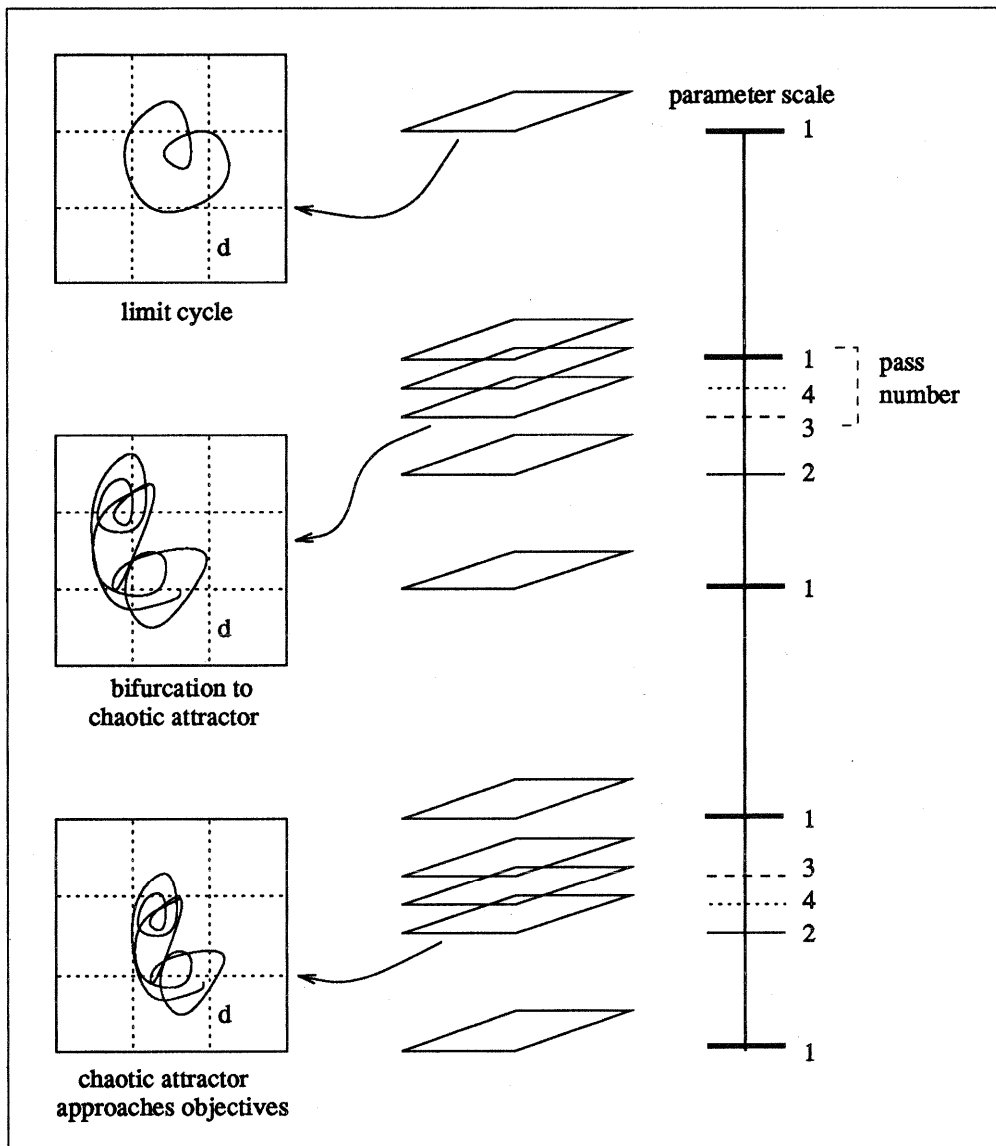 parameter scale
1
d
limit cycle
1
pass
4
number
3
2
d
1
bifurcation to
chaotic attractor
1
3
4
2
d
1
chaotic attractor
approaches objectives